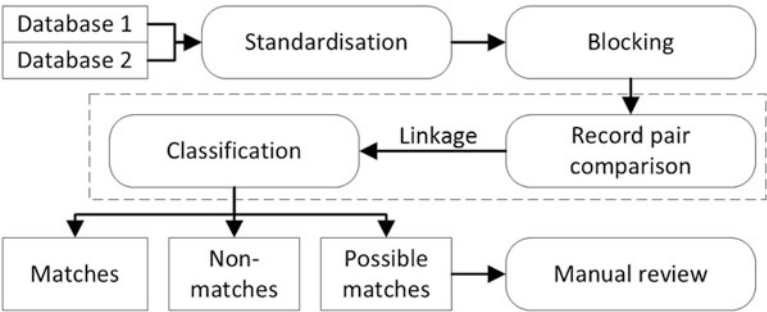 Database 1
Database 2
Standardisation
Blocking
Record pair
comparison
Linkage
Classification
Matches
Non-
matches
Possible
matches
Manual review